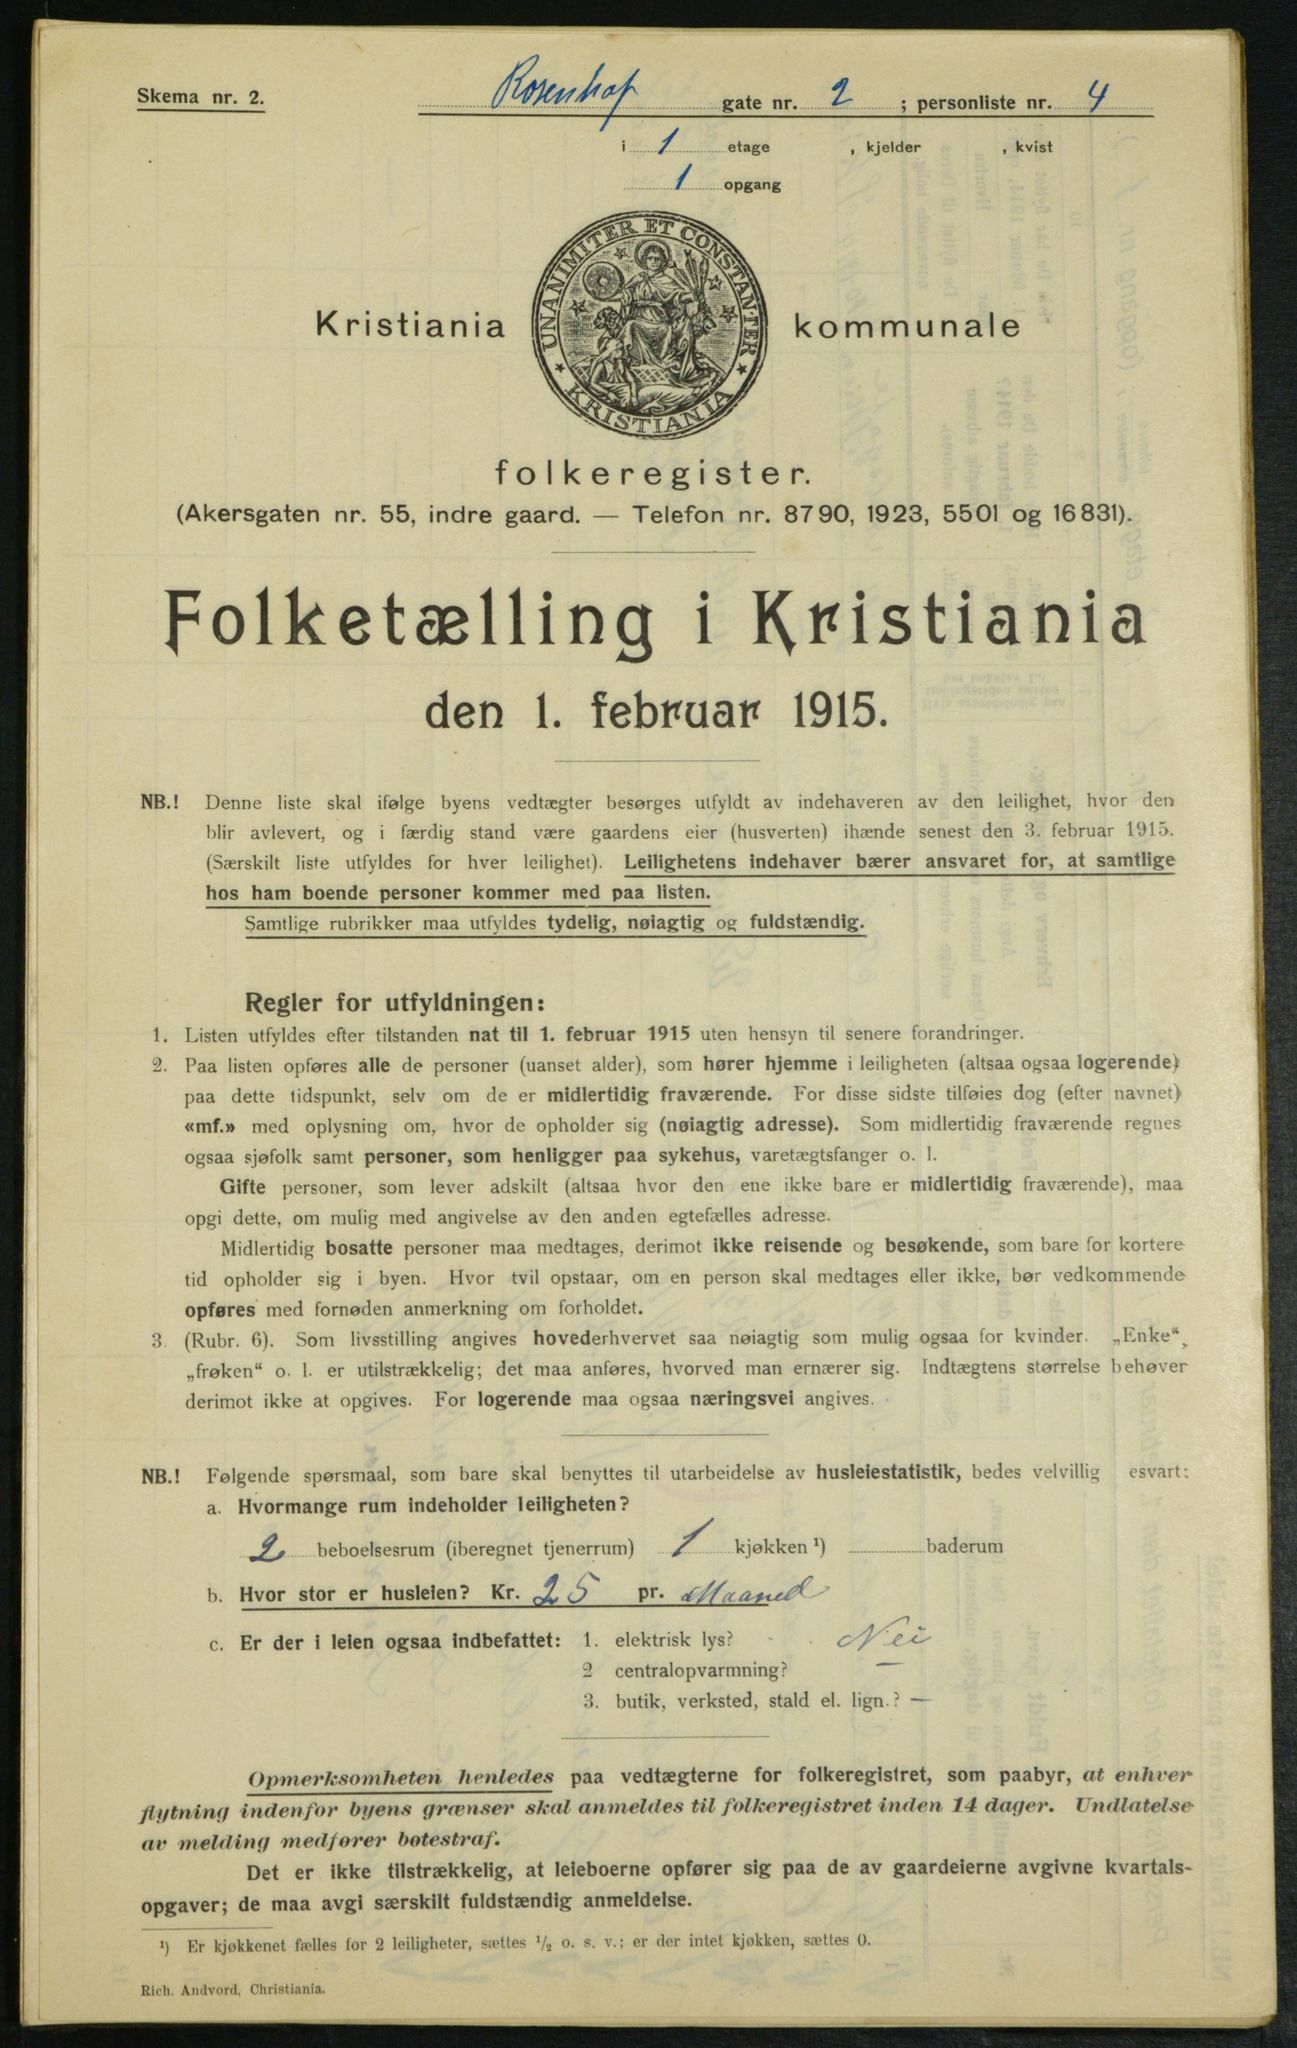 Skema nr. 2.
Rosenhof gate nr. 2 ; personliste nr. 4
i 1 etage , kjelder , kvist
1 opgang
UNANIMITER ET CONSTANTER
KRISTIANIA
Kristiania kommunale
folkeregister.
(Akersgaten nr. 55, indre gaard. — Telefon nr. 8790, 1923, 5501 og 16831).
Folketælling i Kristiania
den 1. februar 1915.
NB.! Denne liste skal ifølge byens vedtægter besørges utfyldt av indehaveren av den leilighet, hvor den
blir avlevert, og i færdig stand være gaardens eier (husverten) ihænde senest den 3. februar 1915.
(Særskilt liste utfyldes for hver leilighet). Leilighetens indehaver bærer ansvaret for, at samtlige
hos ham boende personer kommer med paa listen.
Samtlige rubrikker maa utfyldes tydelig, nøiagtig og fuldstændig.
Regler for utfyldningen:
1. Listen utfyldes efter tilstanden nat til 1. februar 1915 uten hensyn til senere forandringer.
2. Paa listen opføres alle de personer (uanset alder), som hører hjemme i leiligheten (altsaa ogsaa logerende)
paa dette tidspunkt, selv om de er midlertidig fraværende. For disse sidste tilføies dog (efter navnet)
«mf.» med oplysning om, hvor de opholder sig (nøiagtig adresse). Som midlertidig fraværende regnes
ogsaa sjøfolk samt personer, som henligger paa sykehus, varetægtsfanger o. l.
Gifte personer, som lever adskilt (altsaa hvor den ene ikke bare er midlertidig fraværende), maa
opgi dette, om mulig med angivelse av den anden egtefælles adresse.
Midlertidig bosatte personer maa medtages, derimot ikke reisende og besøkende, som bare for kortere
tid opholder sig i byen. Hvor tvil opstaar, om en person skal medtages eller ikke, bør vedkommende
opføres med fornøden anmerkning om forholdet.
3. (Rubr. 6). Som livsstilling angives hovederhvervet saa nøiagtig som mulig ogsaa for kvinder. „Enke“,
„frøken“ o. l. er utilstrækkelig; det maa anføres, hvorved man ernærer sig. Indtægtens størrelse behøver
derimot ikke at opgives. For logerende maa ogsaa næringsvei angives.
NB.! Følgende spørsmaal, som bare skal benyttes til utarbeidelse av husleiestatistik, bedes velvillig esvart:
a. Hvormange rum indeholder leiligheten?
2 beboelsesrum (iberegnet tjenerrum) 1 kjøkken ¹) baderum
b. Hvor stor er husleien? Kr. 25 pr. Maaned
c. Er der i leien ogsaa indbefattet: 1. elektrisk lys? Nei
2 centralopvarmning?
3. butik, verksted, stald el. lign.? —
Opmerksomheten henledes paa vedtægterne for folkeregistret, som paabyr, at enhver
flytning indenfor byens grænser skal anmeldes til folkeregistret inden 14 dager. Undlatelse
av melding medfører bøtestraf.
Det er ikke tilstrækkelig, at leieboerne opfører sig paa de av gaardeierne avgivne kvartals-
opgaver; de maa avgi særskilt fuldstændig anmeldelse.
¹) Er kjøkkenet fælles for 2 leiligheter, sættes ½ o. s. v.; er der intet kjøkken, sættes 0.
Rich. Andvord, Christiania.